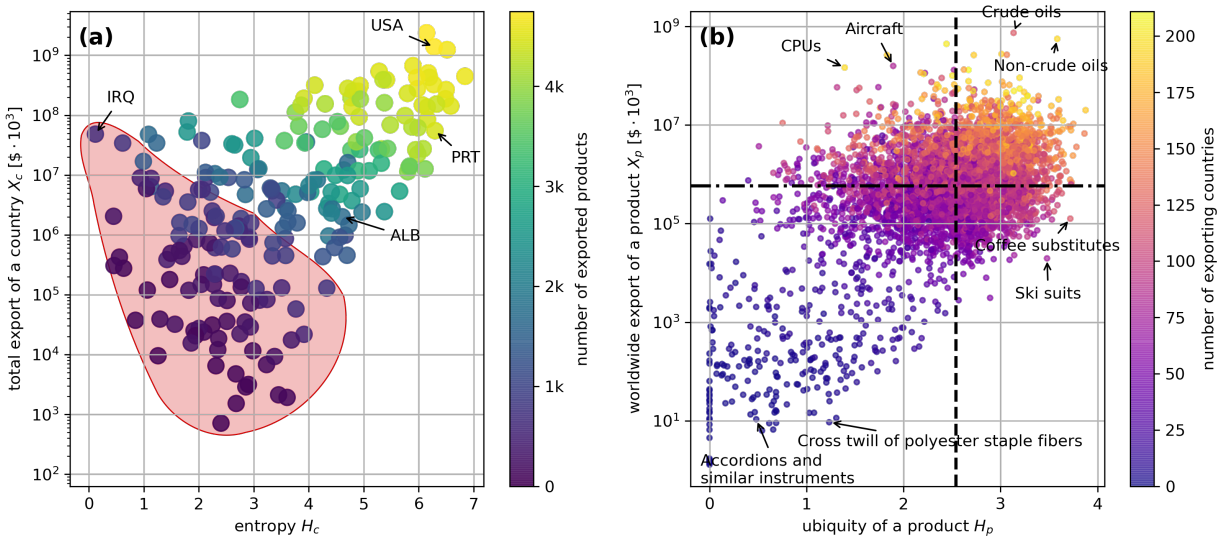 (a)
USA
IRQ
PRT
ALB
total export of a country X_c [$ · 10^3]
10^9
10^8
10^7
10^6
10^5
10^4
10^3
10^2
0 1 2 3 4 5 6 7
entropy H_c
4k
3k
2k
1k
0
number of exported products
(b)
Crude oils
Aircraft
CPUs
Non-crude oils
Coffee substitutes
Ski suits
Cross twill of polyester staple fibers
Accordions and
similar instruments
worldwide export of a product X_p [$ · 10^3]
10^9
10^7
10^5
10^3
10^1
0 1 2 3 4
ubiquity of a product H_p
200
175
150
125
100
75
50
25
0
number of exporting countries